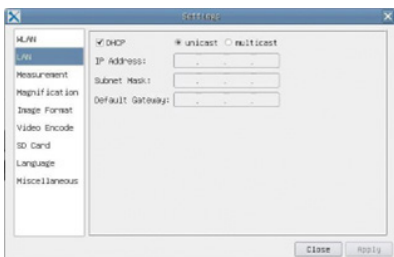 Settings
WLAN
LAN
Measurement
Magnification
Image Format
Video Encode
SD Card
Language
Miscellaneous
DHCP unicast multicast
IP Address:
Subnet Mask:
Default Gateway:
Close Apply